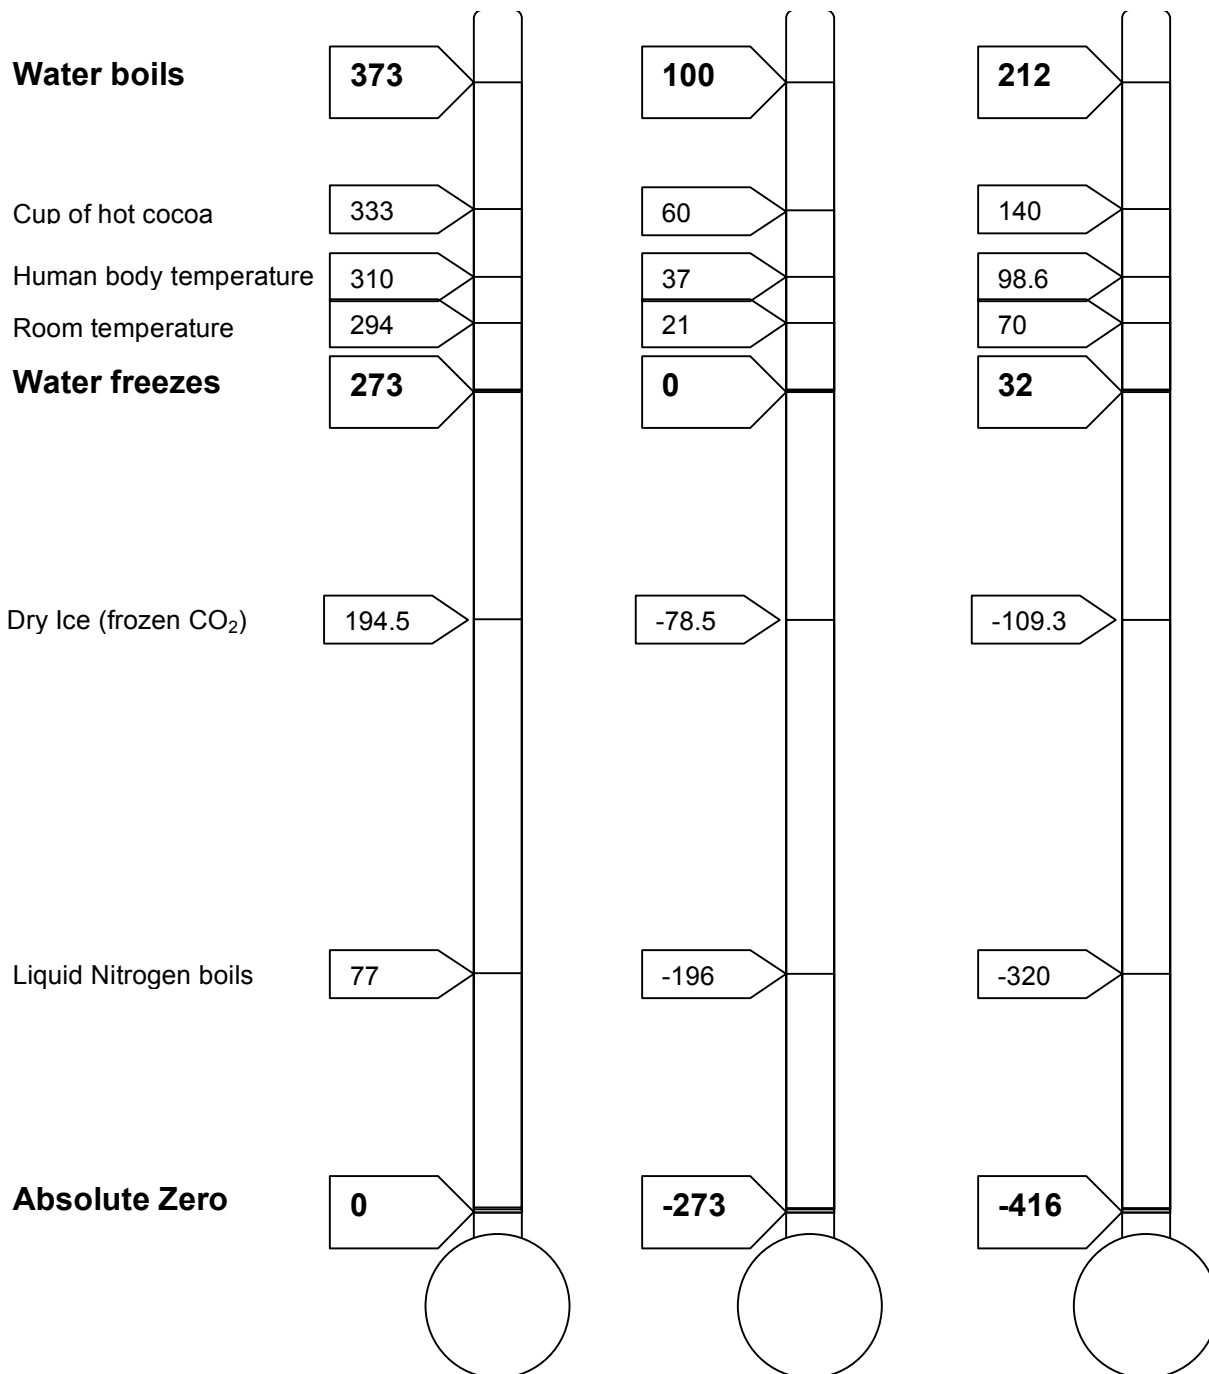 Water boils 373 100 212
Cup of hot cocoa 333 60 140
Human body temperature 310 37 98.6
Room temperature 294 21 70
Water freezes 273 0 32
Dry Ice (frozen CO₂) 194.5 -78.5 -109.3
Liquid Nitrogen boils 77 -196 -320
Absolute Zero 0 -273 -416